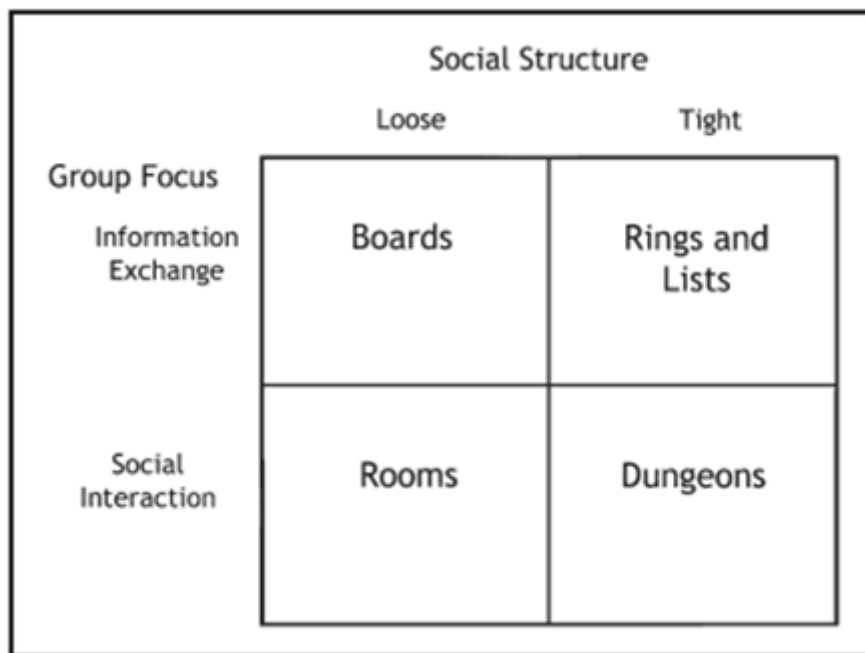 Social Structure
Loose Tight
Group Focus
Information
Exchange
Boards
Rings and
Lists
Social
Interaction
Rooms
Dungeons